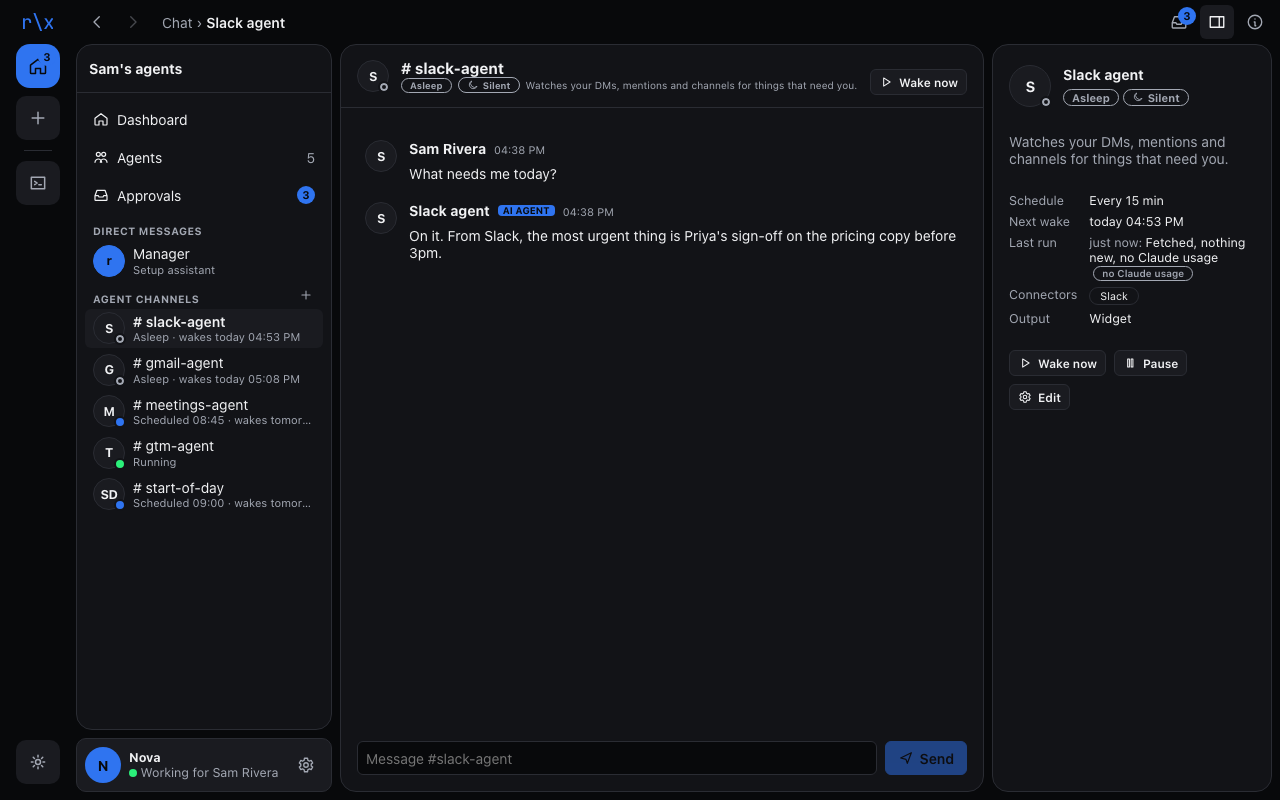 r\x
Chat › Slack agent
3
3
Sam's agents
Dashboard
Agents 5
Approvals 3
DIRECT MESSAGES
r
Manager
Setup assistant
AGENT CHANNELS
S
# slack-agent
Asleep · wakes today 04:53 PM
G
# gmail-agent
Asleep · wakes today 05:08 PM
M
# meetings-agent
Scheduled 08:45 · wakes tomor...
T
# gtm-agent
Running
SD
# start-of-day
Scheduled 09:00 · wakes tomor...
N
Nova
Working for Sam Rivera
S
# slack-agent
Asleep Silent Watches your DMs, mentions and channels for things that need you.
Wake now
S
Sam Rivera 04:38 PM
What needs me today?
S
Slack agent AI AGENT 04:38 PM
On it. From Slack, the most urgent thing is Priya's sign-off on the pricing copy before
3pm.
Message #slack-agent
Send
S
Slack agent
Asleep Silent
Watches your DMs, mentions and
channels for things that need you.
Schedule Every 15 min
Next wake today 04:53 PM
Last run just now: Fetched, nothing
new, no Claude usage
no Claude usage
Connectors Slack
Output Widget
Wake now Pause
Edit